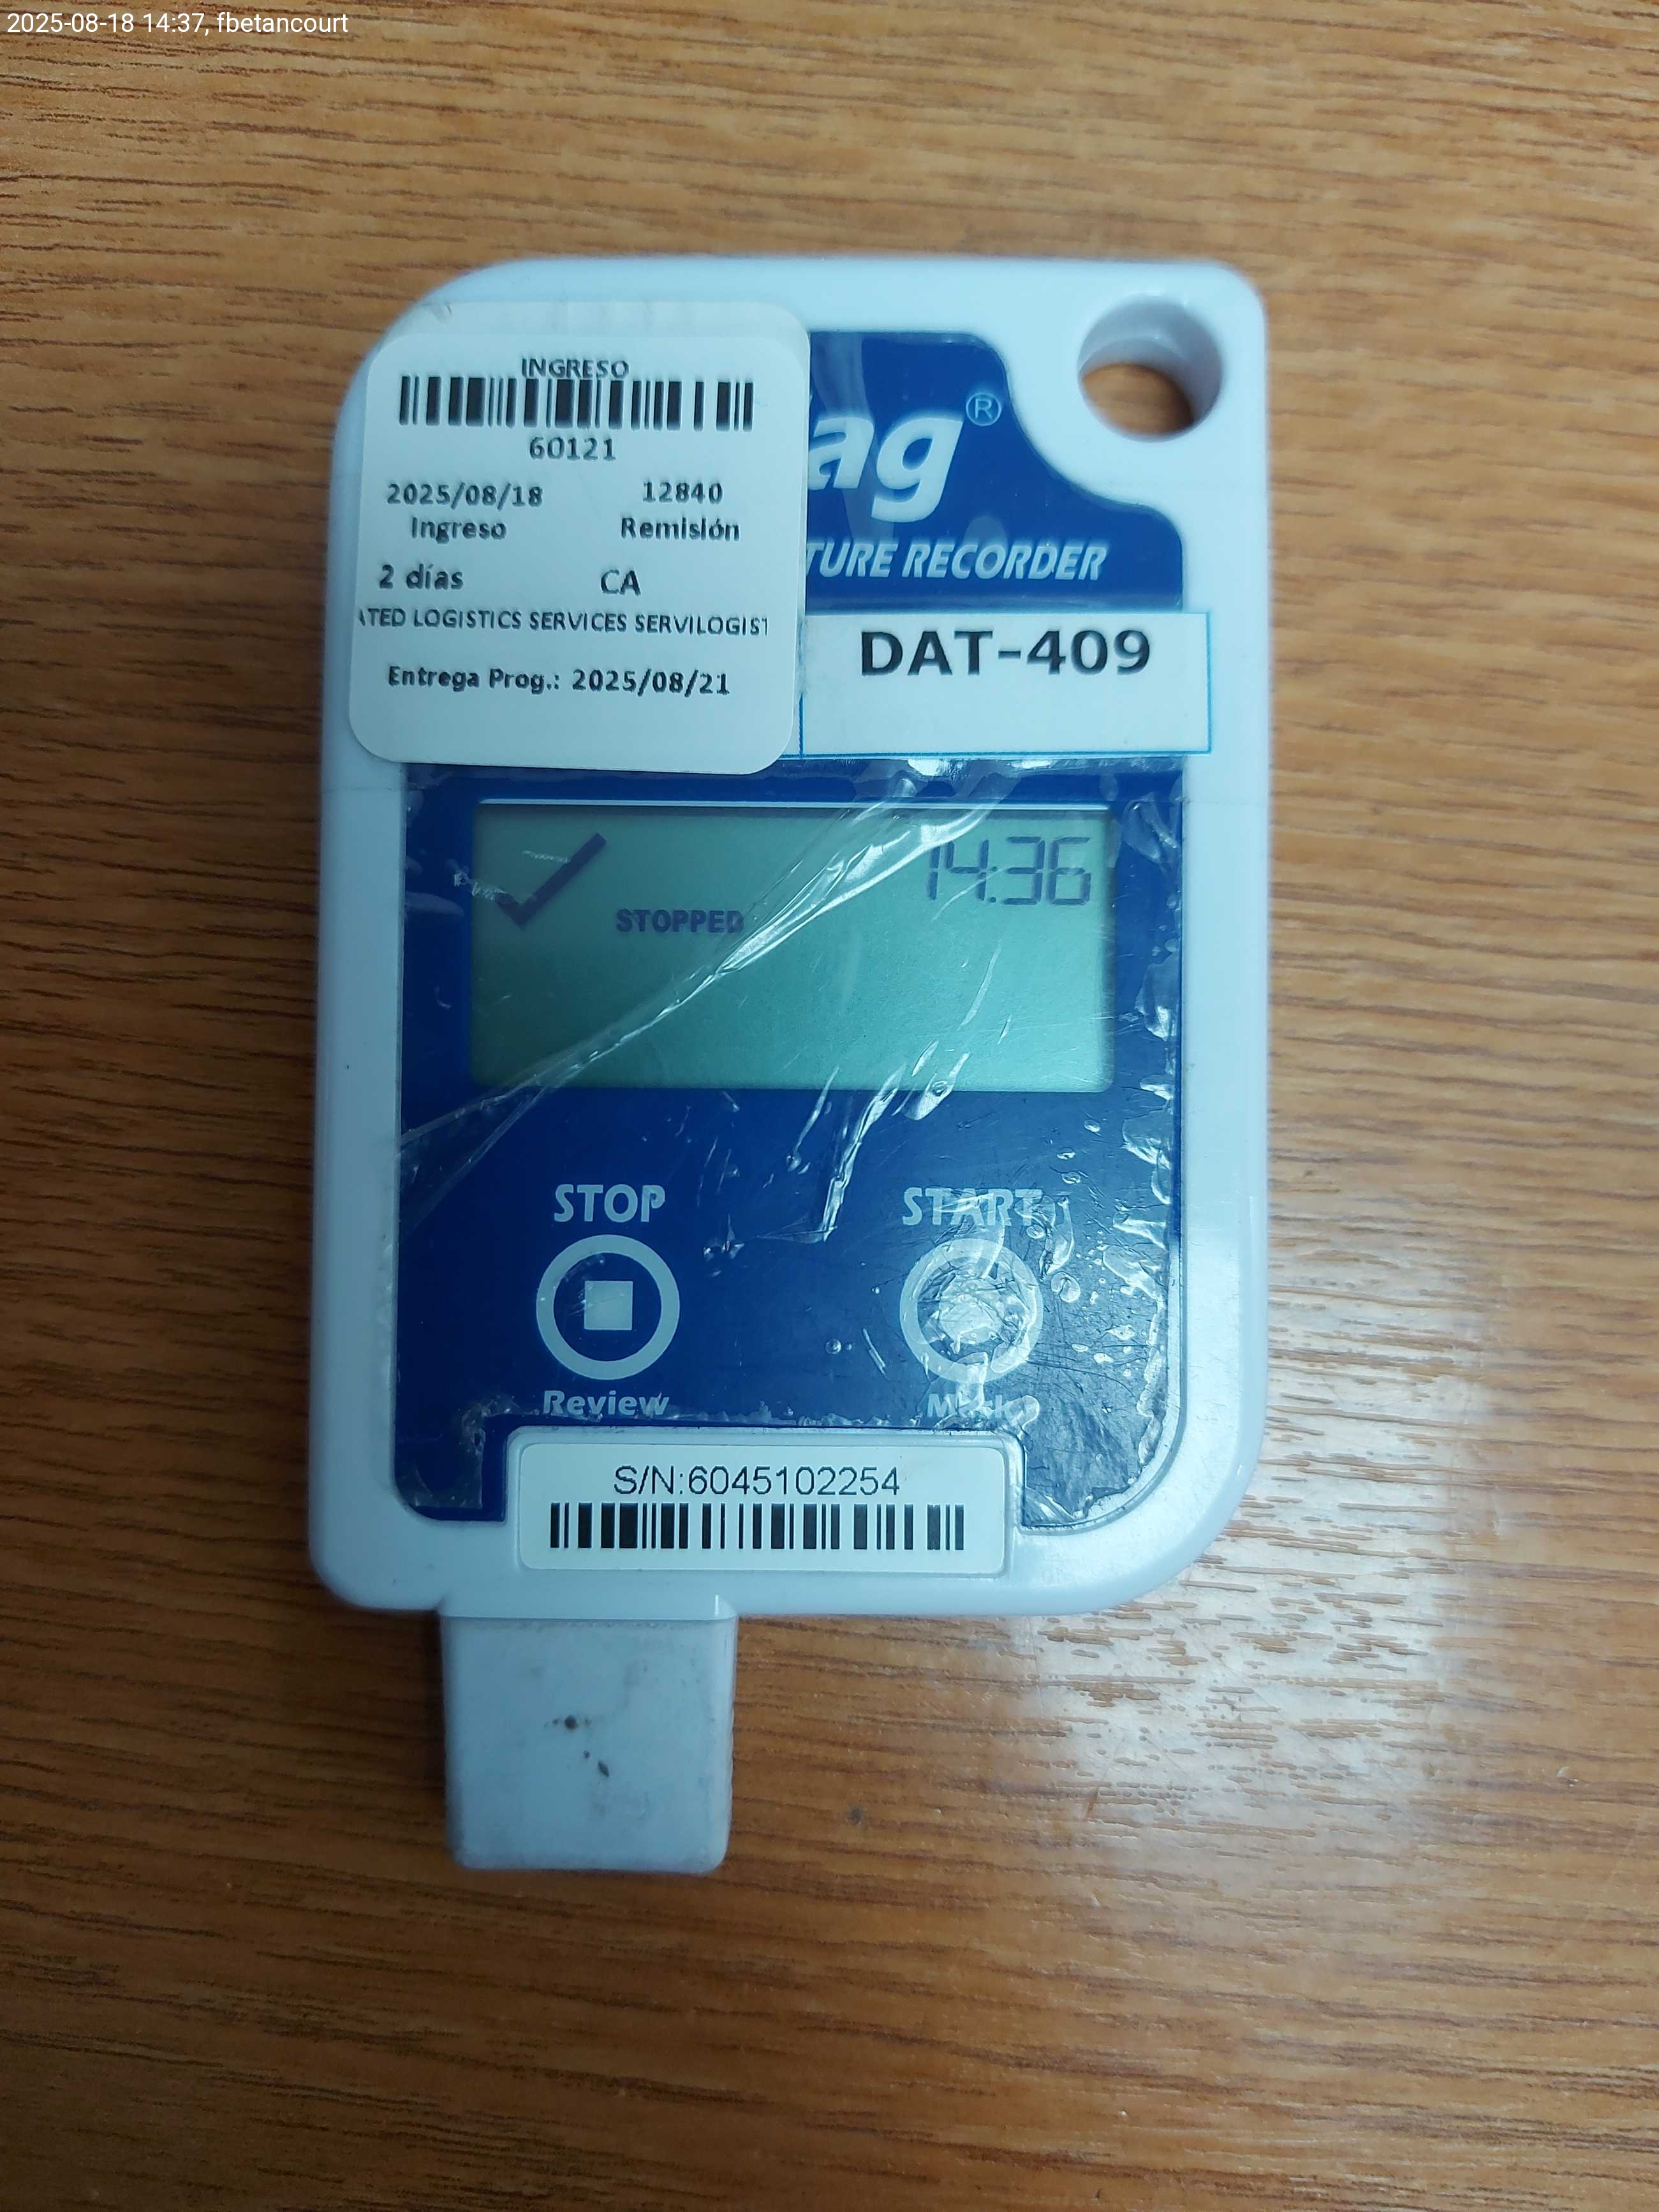 2025-08-18 14:37, fbetancourt
INGRESO
60121
2025/08/18 12840
Ingreso Remisión
2 días CA
ATED LOGISTICS SERVICES SERVILOGIST
Entrega Prog.: 2025/08/21
ag®
TURE RECORDER
DAT-409
14:36
STOPPED
STOP START
Review Mark
S/N:6045102254